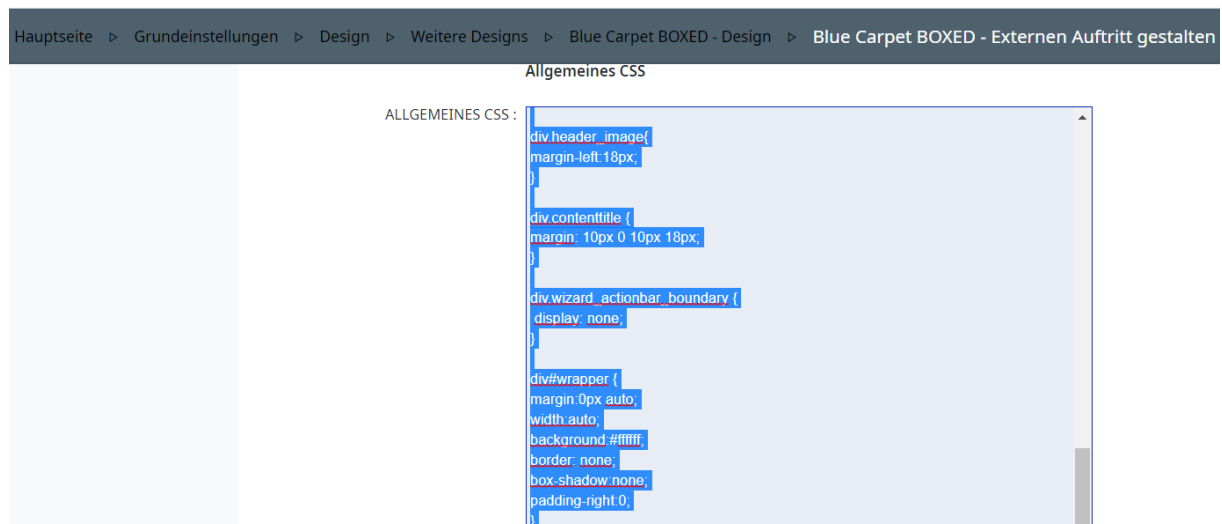 Hauptseite ▹ Grundeinstellungen ▹ Design ▹ Weitere Designs ▹ Blue Carpet BOXED - Design ▹ Blue Carpet BOXED - Externen Auftritt gestalten
Allgemeines CSS
ALLGEMEINES CSS :
div.header_image{
margin-left:18px;
}
div.contenttitle {
margin: 10px 0 10px 18px;
}
div.wizard_actionbar_boundary {
display: none;
}
div#wrapper {
margin:0px auto;
width:auto;
background:#ffffff;
border: none;
box-shadow:none;
padding-right:0;
}